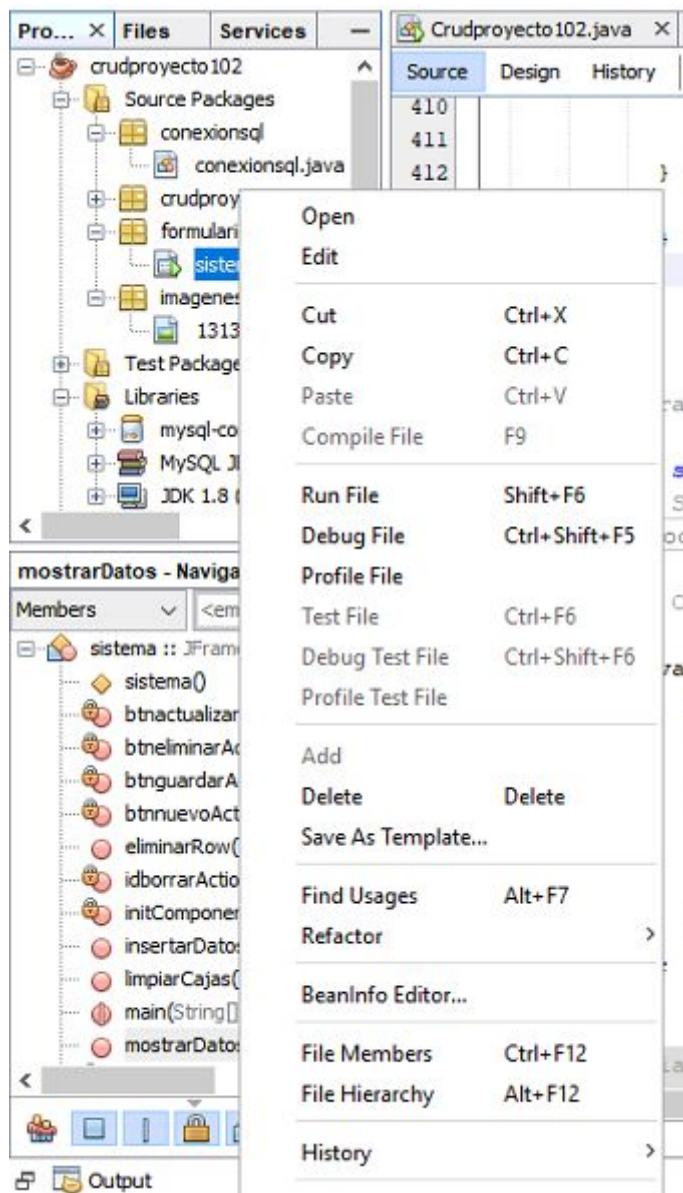 Pro...
Files
Services
Crudproyecto102.java
crudproyecto102
Source
Design
History
Source Packages
410
conexionsql
411
conexionsql.java
412
}
crudproy
formulari
siste
imagenes
1313
Test Package
Libraries
mysql-co
MySQL J
JDK 1.8 (
Open
Edit
Cut Ctrl+X
Copy Ctrl+C
Paste Ctrl+V
Compile File F9
Run File Shift+F6
Debug File Ctrl+Shift+F5
Profile File
Test File Ctrl+F6
Debug Test File Ctrl+Shift+F6
Profile Test File
Add
Delete Delete
Save As Template...
Find Usages Alt+F7
Refactor
BeanInfo Editor...
File Members Ctrl+F12
File Hierarchy Alt+F12
History
mostrarDatos - Naviga
Members
<em
sistema :: JFram
sistema()
btnactualizar
btneliminarAc
btnguardarA
btnnuevoAct
eliminarRow(
idborrarActio
initComponen
insertarDatos
limpiarCajas(
main(String[]
mostrarDatos
Output